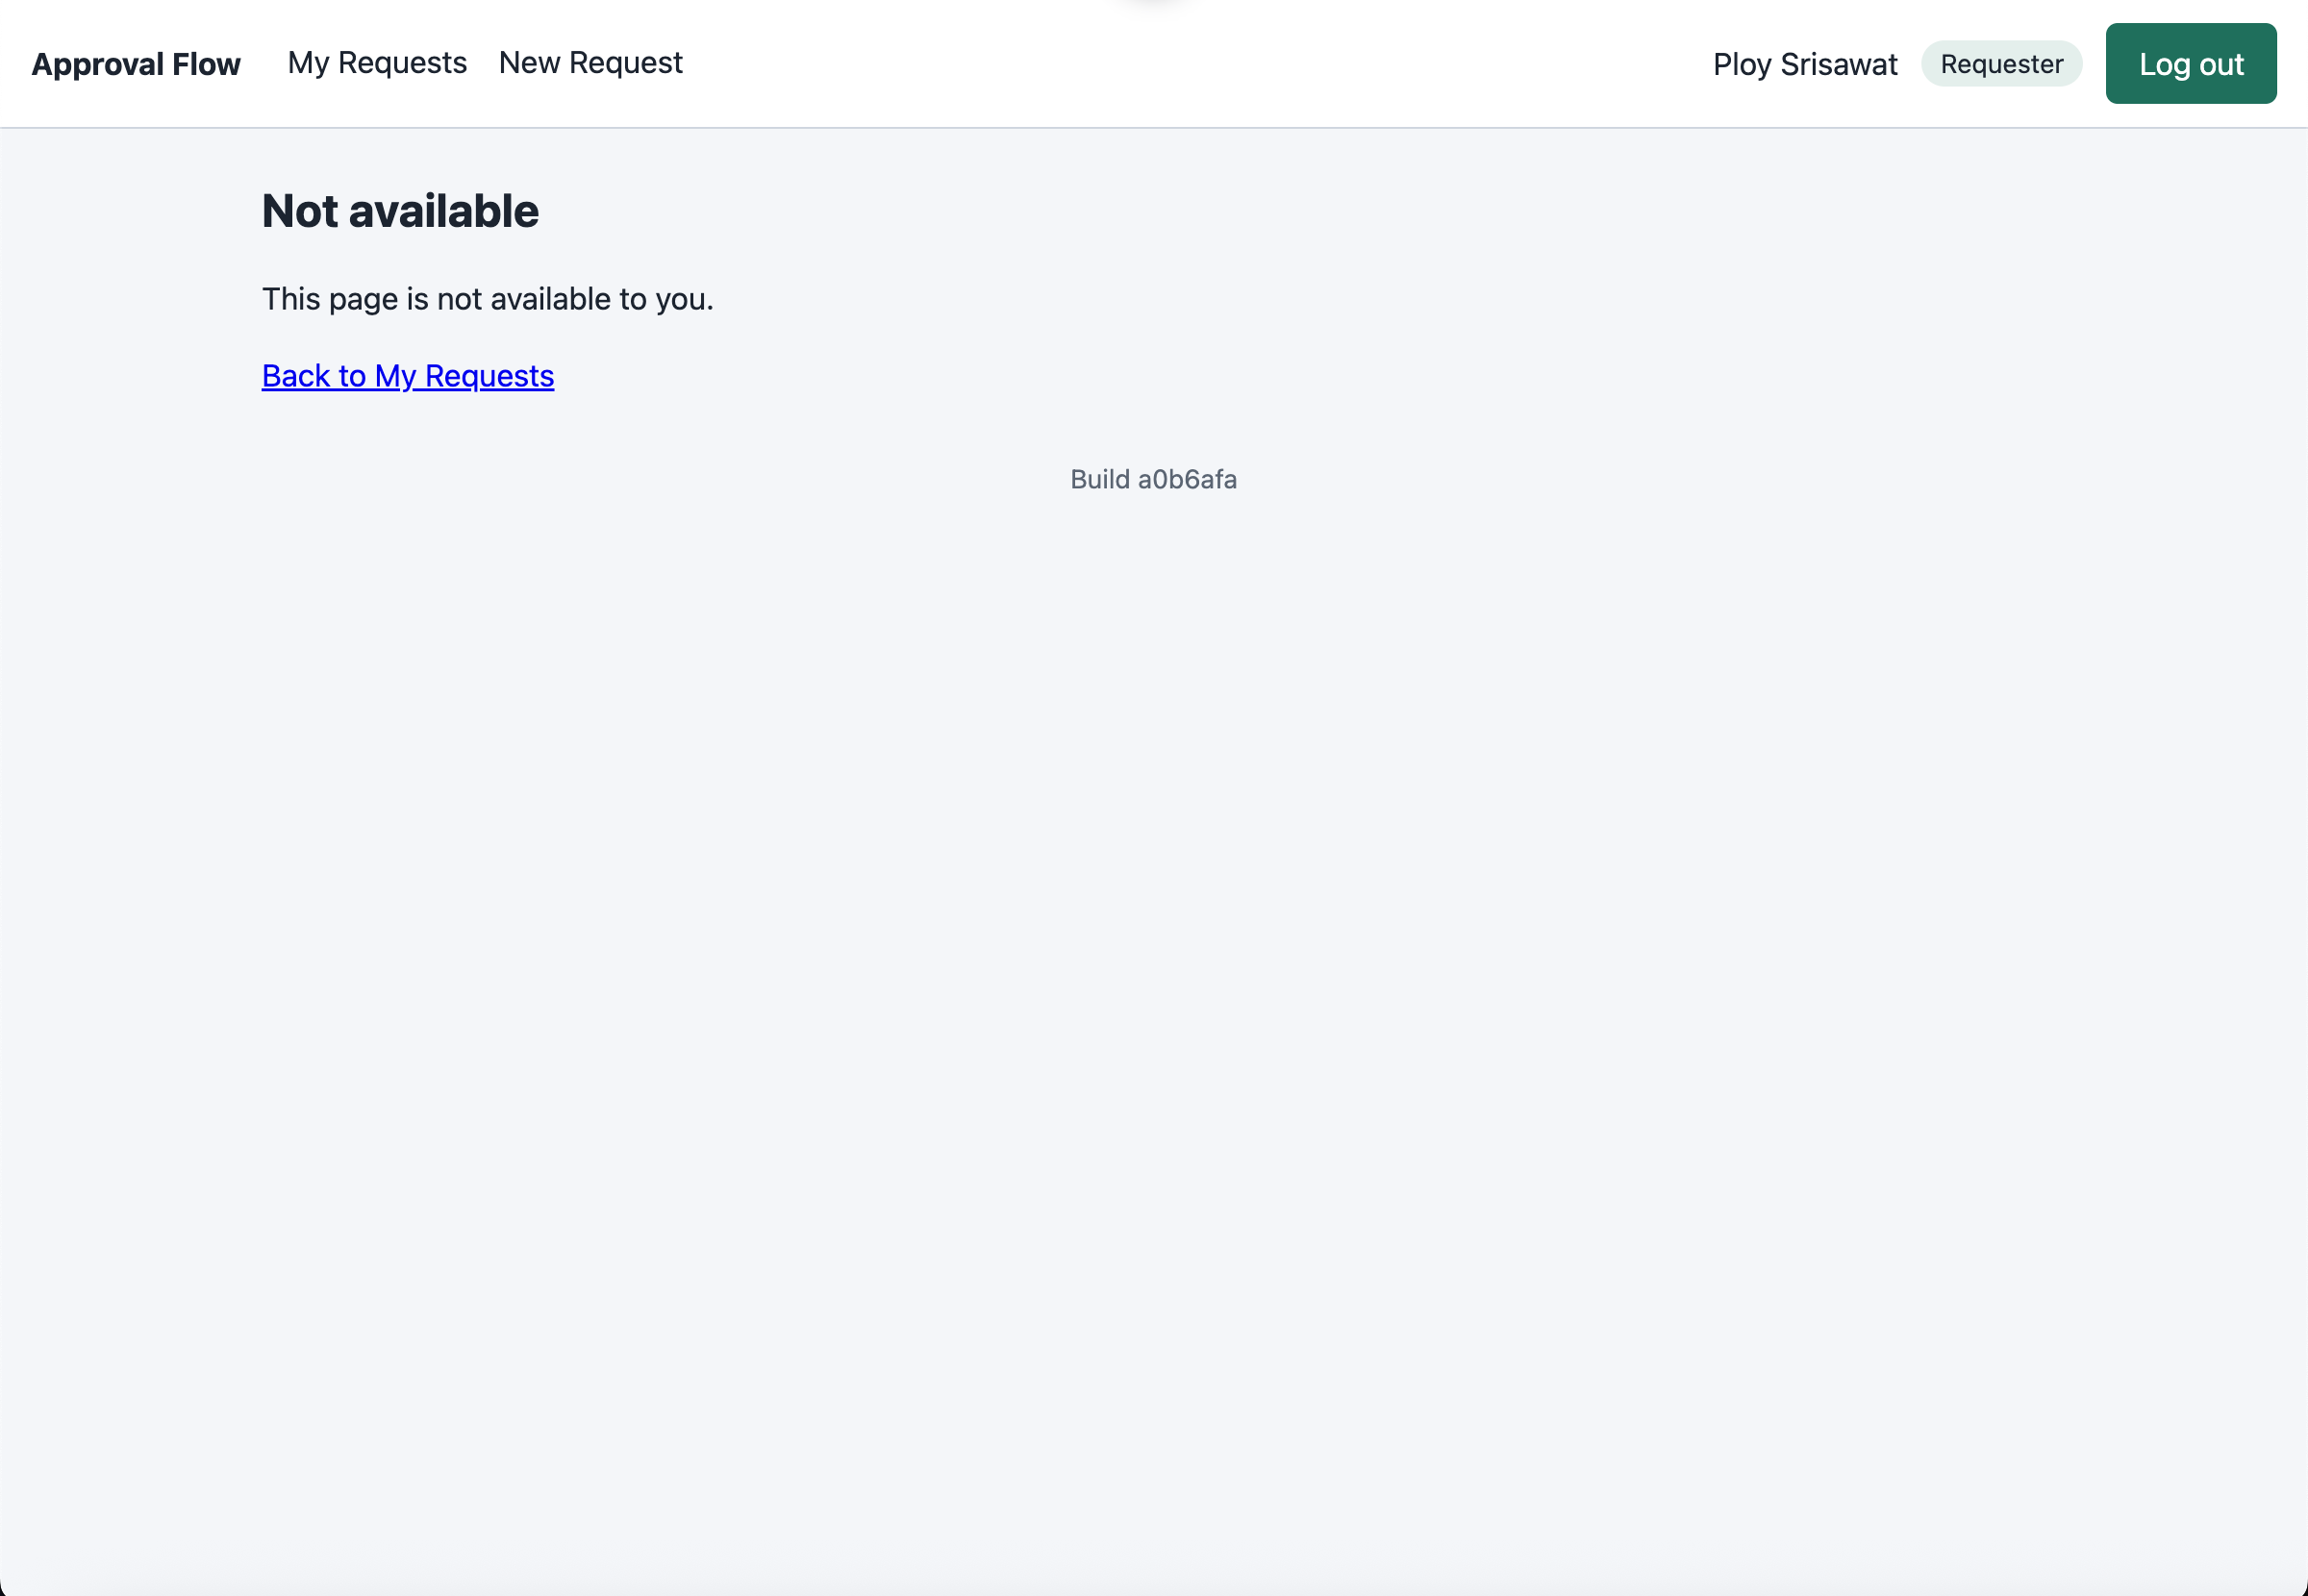 Approval Flow My Requests New Request Ploy Srisawat Requester Log out
Not available
This page is not available to you.
Back to My Requests
Build a0b6afa